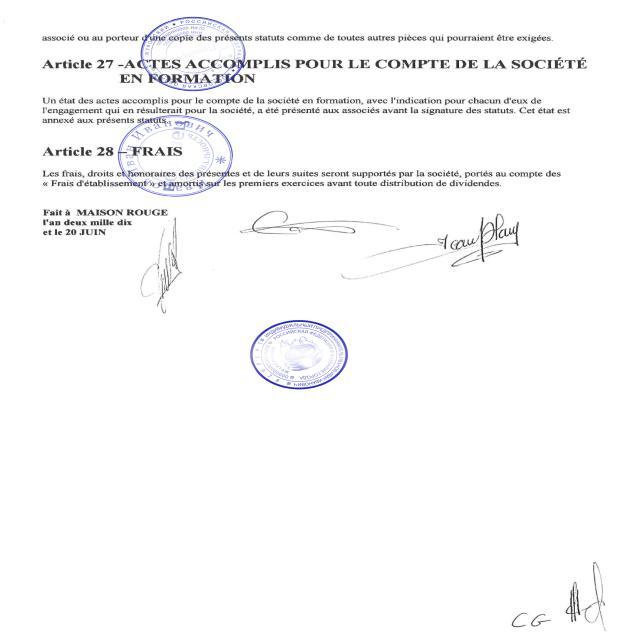 associé ou au porteur d'une copie des présents statuts comme de toutes autres pièces qui pourraient être exigées.
Article 27 -ACTES ACCOMPLIS POUR LE COMPTE DE LA SOCIÉTÉ
EN FORMATION
Un état des actes accomplis pour le compte de la société en formation, avec l'indication pour chacun d'eux de
l'engagement qui en résulterait pour la société, a été présenté aux associés avant la signature des statuts. Cet état est
annexé aux présents statuts.
Article 28 – FRAIS
Les frais, droits et honoraires des présentes et de leurs suites seront supportés par la société, portés au compte des
« Frais d'établissement » et amortis sur les premiers exercices avant toute distribution de dividendes.
Fait à MAISON ROUGE
l'an deux mille dix
et le 20 JUIN
РОССИЙСКАЯ
Иванович
CG